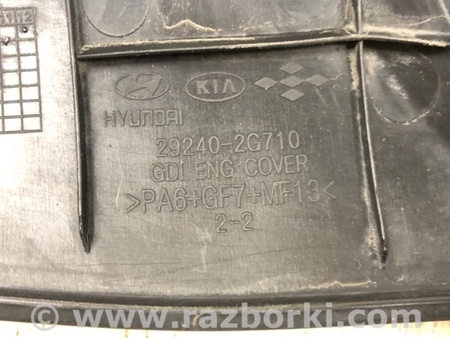 KIA
HYUNDAI
29240-2G710
GDI ENG COVER
>PA6+GF7+MF13<
2-2
© www.razborki.com